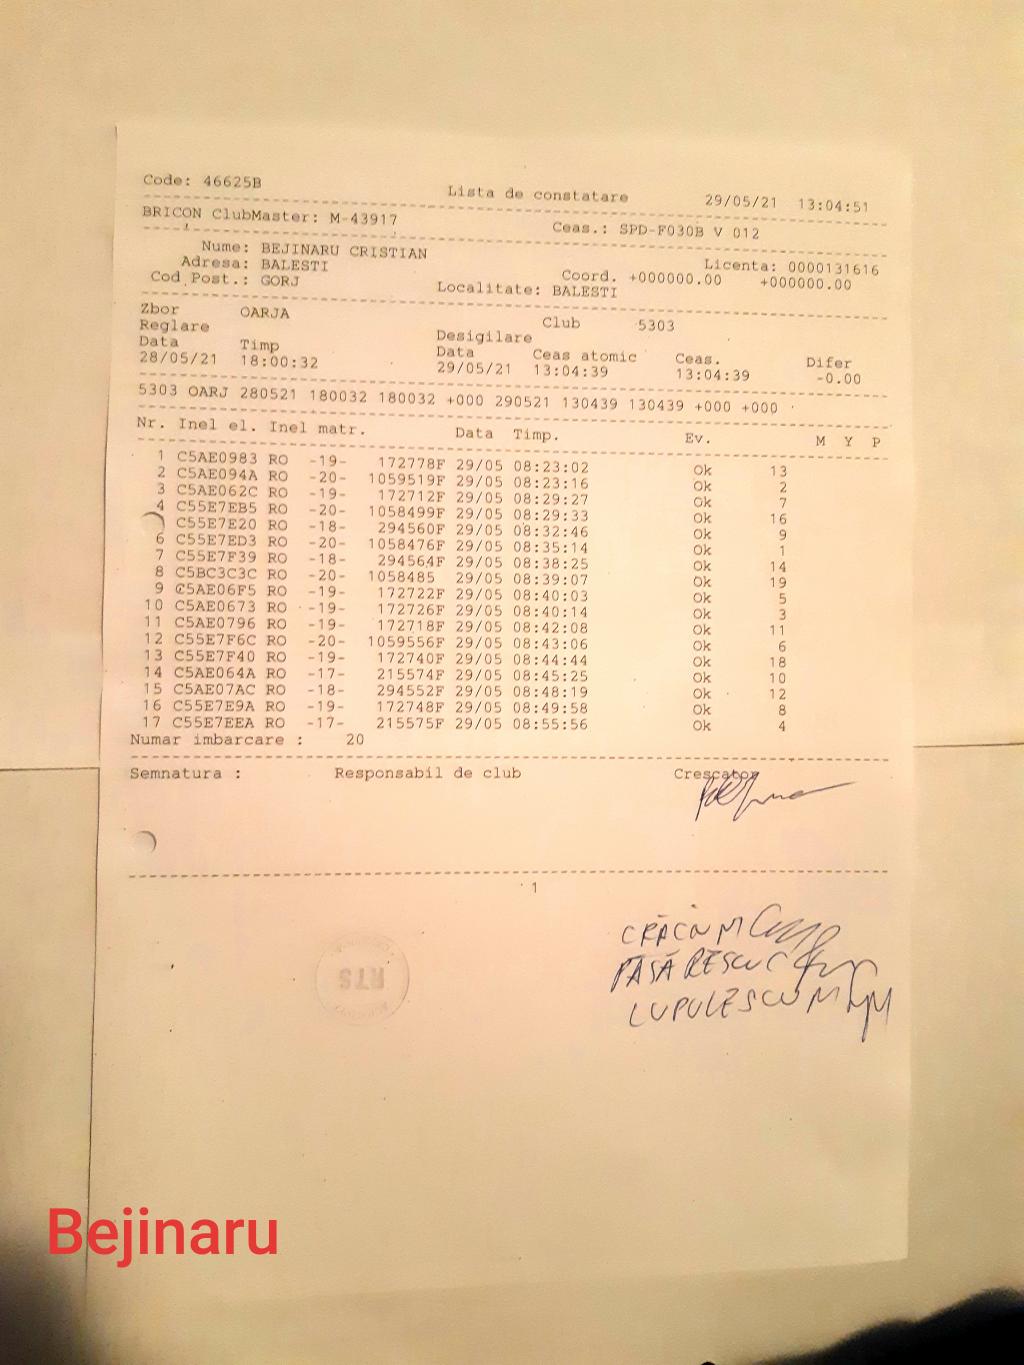 Code: 46625B Lista de constatare 29/05/21 13:04:51
BRICON ClubMaster: M-43917 Ceas.: SPD-F030B V 012
Nume: BEJINARU CRISTIAN Licenta: 0000131616
Adresa: BALESTI Coord. +000000.00 +000000.00
Cod Post.: GORJ Localitate: BALESTI
Zbor OARJA Club 5303
Reglare Desigilare
Data Timp Data Ceas atomic Ceas. Difer
28/05/21 18:00:32 29/05/21 13:04:39 13:04:39 -0.00
5303 OARJ 280521 180032 180032 +000 290521 130439 130439 +000 +000
Nr. Inel el. Inel matr. Data Timp. Ev. M Y P
1 C5AE0983 RO -19- 172778F 29/05 08:23:02 Ok 13
2 C5AE094A RO -20- 1059519F 29/05 08:23:16 Ok 2
3 C5AE062C RO -19- 172712F 29/05 08:29:27 Ok 7
4 C55E7EB5 RO -20- 1058499F 29/05 08:29:33 Ok 16
C55E7E20 RO -18- 294560F 29/05 08:32:46 Ok 9
6 C55E7ED3 RO -20- 1058476F 29/05 08:35:14 Ok 1
7 C55E7F39 RO -18- 294564F 29/05 08:38:25 Ok 14
8 C5BC3C3C RO -20- 1058485 29/05 08:39:07 Ok 19
9 C5AE06F5 RO -19- 172722F 29/05 08:40:03 Ok 5
10 C5AE0673 RO -19- 172726F 29/05 08:40:14 Ok 3
11 C5AE0796 RO -19- 172718F 29/05 08:42:08 Ok 11
12 C55E7F6C RO -20- 1059556F 29/05 08:43:06 Ok 6
13 C55E7F40 RO -19- 172740F 29/05 08:44:44 Ok 18
14 C5AE064A RO -17- 215574F 29/05 08:45:25 Ok 10
15 C5AE07AC RO -18- 294552F 29/05 08:48:19 Ok 12
16 C55E7E9A RO -19- 172748F 29/05 08:49:58 Ok 8
17 C55E7EEA RO -17- 215575F 29/05 08:55:56 Ok 4
Numar imbarcare : 20
Semnatura : Responsabil de club Crescator
1
CRĂCIUN M
PĂSĂRESCU C
LUPULESCU M
RTS
Bejinaru